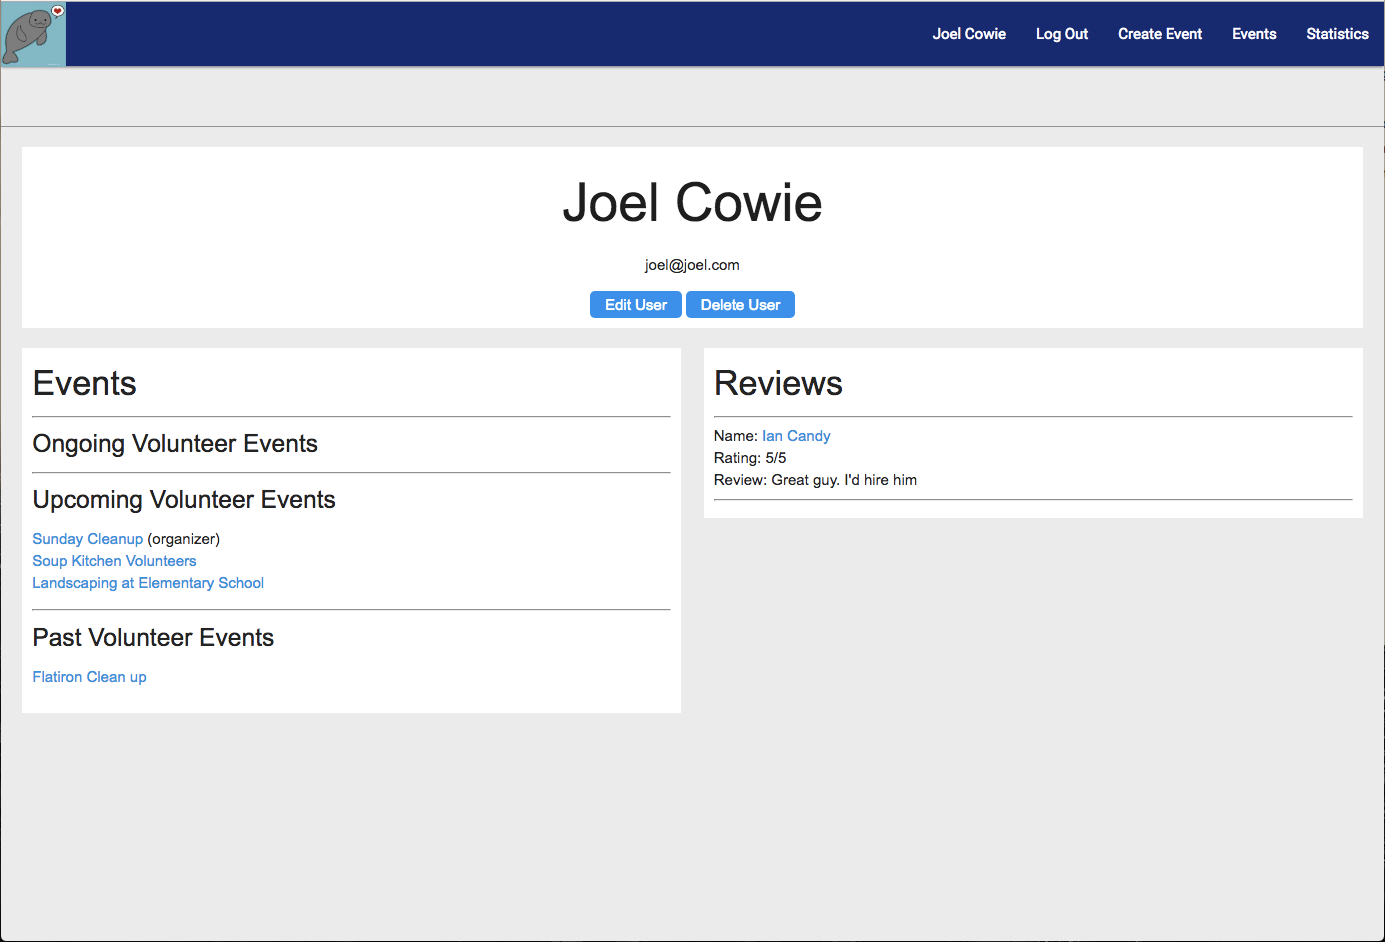 Joel Cowie Log Out Create Event Events Statistics
Joel Cowie
joel@joel.com
Edit User Delete User
Events
Ongoing Volunteer Events
Upcoming Volunteer Events
Sunday Cleanup (organizer)
Soup Kitchen Volunteers
Landscaping at Elementary School
Past Volunteer Events
Flatiron Clean up
Reviews
Name: Ian Candy
Rating: 5/5
Review: Great guy. I'd hire him